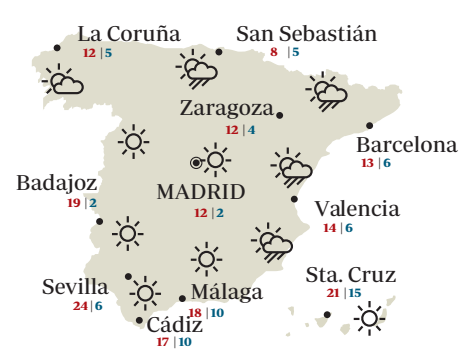 La Coruña
12 | 5
San Sebastián
8 | 5
Zaragoza
12 | 4
Barcelona
13 | 6
Badajoz
19 | 2
MADRID
12 | 2
Valencia
14 | 6
Sevilla
24 | 6
Málaga
18 | 10
Sta. Cruz
21 | 15
Cádiz
17 | 10